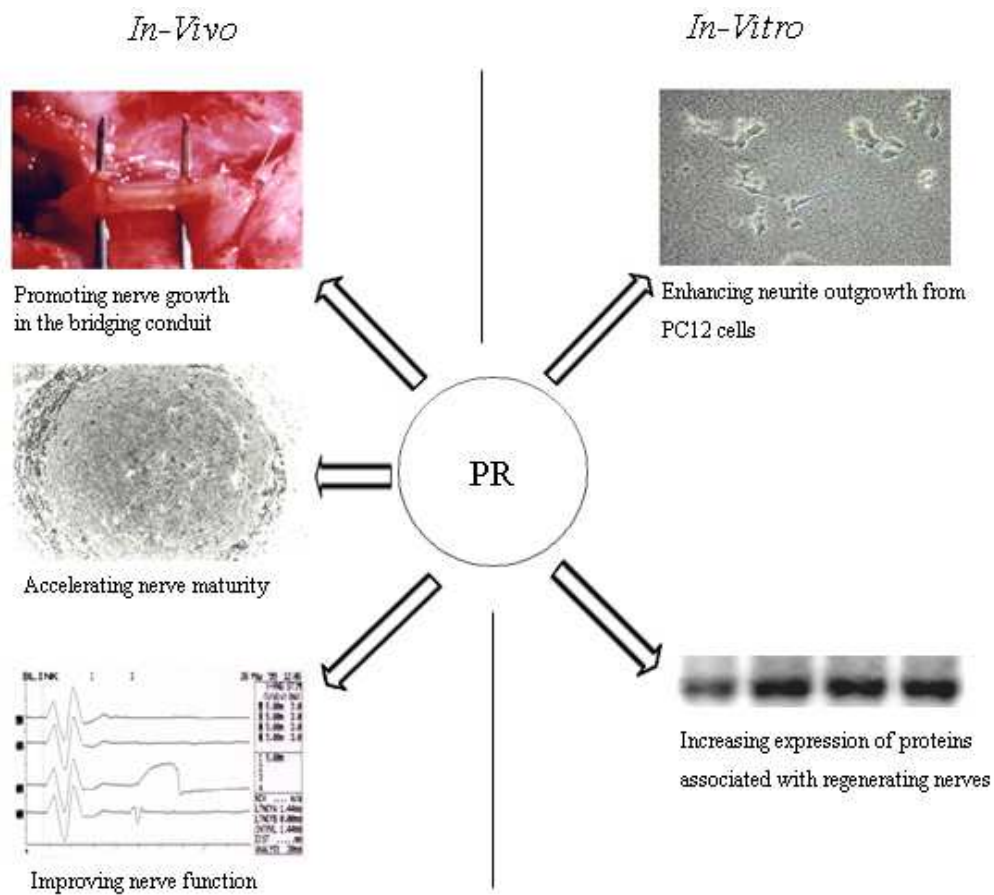 In-Vivo
In-Vitro
Promoting nerve growth
in the bridging conduit
Enhancing neurite outgrowth from
PC12 cells
PR
Accelerating nerve maturity
BLINK
Increasing expression of proteins
associated with regenerating nerves
Improving nerve function